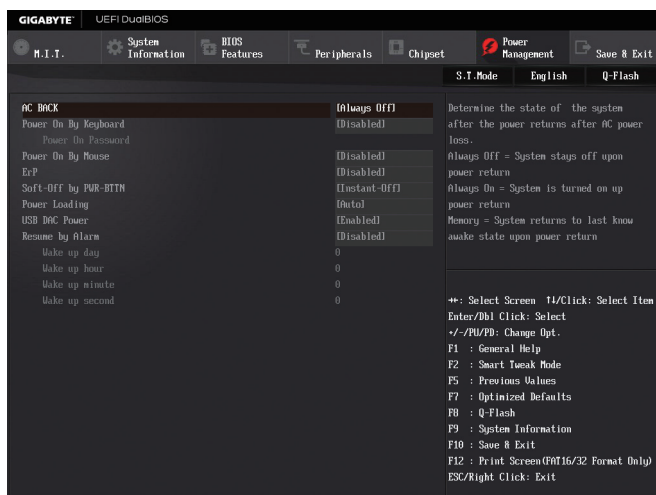 GIGABYTE™ UEFI DualBIOS
M.I.T. System Information BIOS Features Peripherals Chipset Power Management Save & Exit
S.T.Mode English Q-Flash
AC BACK [Always Off]
Power On By Keyboard [Disabled]
Power On Password
Power On By Mouse [Disabled]
ErP [Disabled]
Soft-Off by PWR-BTTN [Instant-Off]
Power Loading [Auto]
USB DAC Power [Enabled]
Resume by Alarm [Disabled]
Wake up day 0
Wake up hour 0
Wake up minute 0
Wake up second 0
Determine the state of the system
after the power returns after AC power
loss.
Always Off = System stays off upon
power return
Always On = System is turned on up
power return
Memory = System returns to last know
awake state upon power return
→←: Select Screen ↑↓/Click: Select Item
Enter/Dbl Click: Select
+/-/PU/PD: Change Opt.
F1 : General Help
F2 : Smart Tweak Mode
F5 : Previous Values
F7 : Optimized Defaults
F8 : Q-Flash
F9 : System Information
F10 : Save & Exit
F12 : Print Screen(FAT16/32 Format Only)
ESC/Right Click: Exit